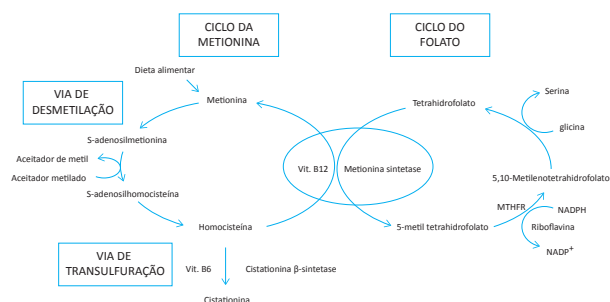 CICLO DA
METIONINA
CICLO DO
FOLATO
Dieta alimentar
VIA DE
DESMETILAÇÃO
Metionina
Tetrahidrofolato
Serina
glicina
S-adenosilmetionina
Aceitador de metil
Aceitador metilado
S-adenosilhomocisteína
Vit. B12
Metionina sintetase
5,10-Metilenotetrahidrofolato
Homocisteína
5-metil tetrahidrofolato
MTHFR
NADPH
Riboflavina
NADP+
VIA DE
TRANSULFURAÇÃO
Vit. B6
Cistationina β-sintetase
Cistationina